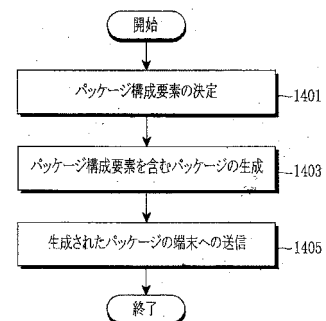 開始
パッケージ構成要素の決定
1401
パッケージ構成要素を含むパッケージの生成
1403
生成されたパッケージの端末への送信
1405
終了